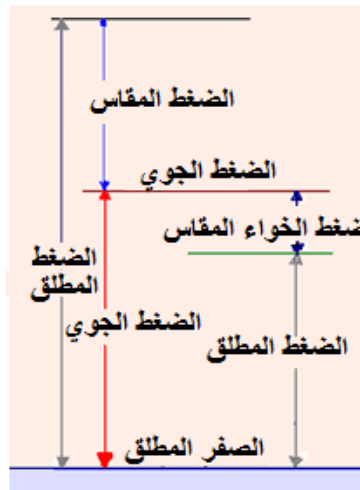 الضغط المقاس
الضغط الجوي
ضغط الخواء المقاس
الضغط
المطلق
الضغط الجوي
الضغط المطلق
الصفر المطلق